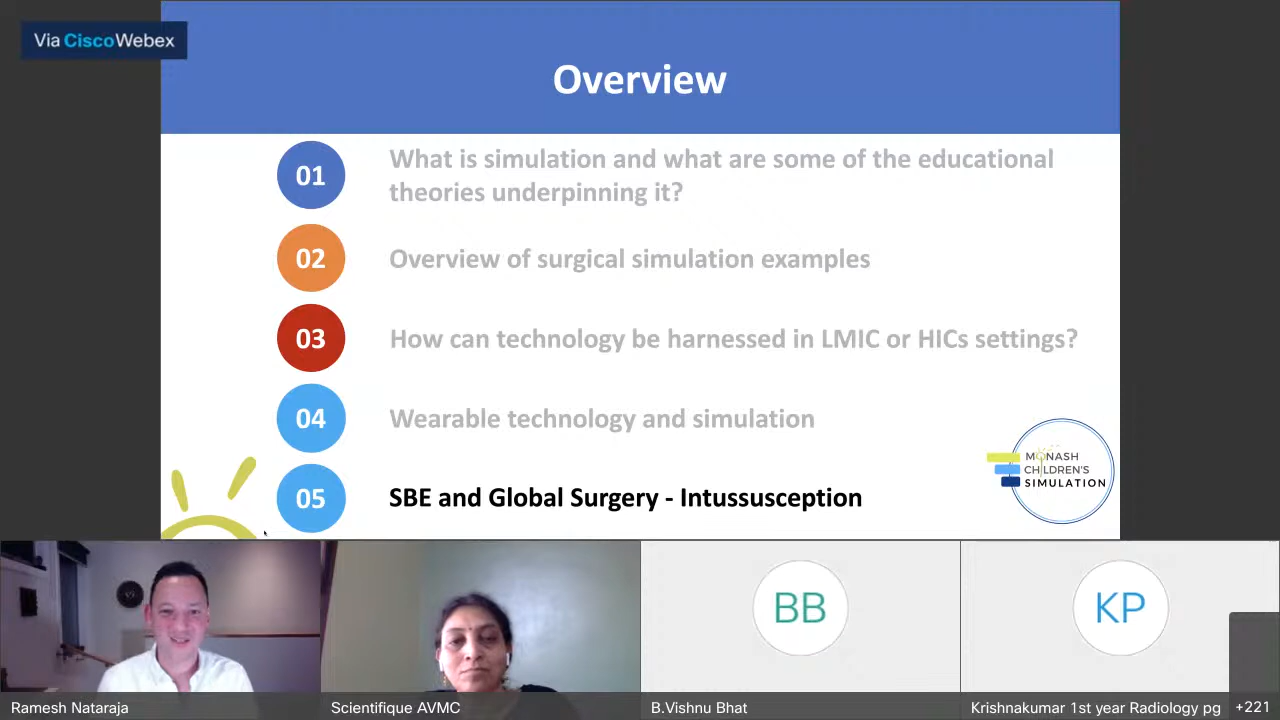 Via CiscoWebex
Overview
01
What is simulation and what are some of the educational
theories underpinning it?
02
Overview of surgical simulation examples
03
How can technology be harnessed in LMIC or HICs settings?
04
Wearable technology and simulation
05
SBE and Global Surgery - Intussusception
MONASH
CHILDREN'S
SIMULATION
BB
KP
Ramesh Nataraja
Scientifique AVMC
B.Vishnu Bhat
Krishnakumar 1st year Radiology pg
+221